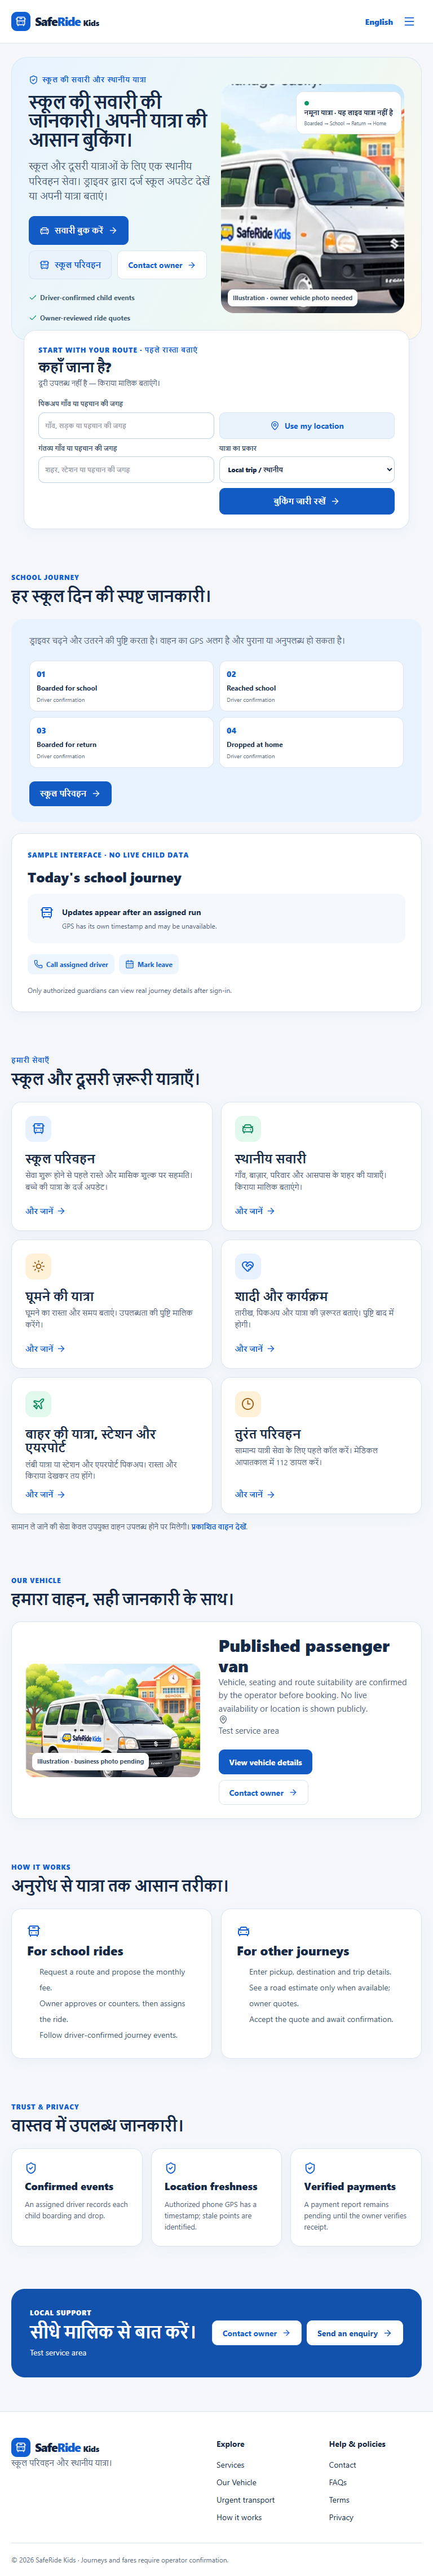 SafeRide Kids
English
स्कूल की सवारी और स्थानीय यात्रा
स्कूल की सवारी की
जानकारी। अपनी यात्रा की
आसान बुकिंग।
स्कूल और दूसरी यात्राओं के लिए एक स्थानीय
परिवहन सेवा। ड्राइवर द्वारा दर्ज स्कूल अपडेट देखें
या अपनी यात्रा बताएं।
सवारी बुक करें
स्कूल परिवहन
Contact owner
Driver-confirmed child events
Owner-reviewed ride quotes
नमूना यात्रा · यह लाइव यात्रा नहीं है
Boarded → School → Return → Home
SafeRide Kids
Illustration · owner vehicle photo needed
START WITH YOUR ROUTE · पहले रास्ता बताएं
कहाँ जाना है?
दूरी उपलब्ध नहीं है — किराया मालिक बताएंगे।
पिकअप गाँव या पहचान की जगह
गाँव, सड़क या पहचान की जगह
Use my location
गंतव्य गाँव या पहचान की जगह
यात्रा का प्रकार
शहर, स्टेशन या पहचान की जगह
Local trip / स्थानीय
बुकिंग जारी रखें
SCHOOL JOURNEY
हर स्कूल दिन की स्पष्ट जानकारी।
ड्राइवर चढ़ने और उतरने की पुष्टि करता है। वाहन का GPS अलग है और पुराना या अनुपलब्ध हो सकता है।
01
Boarded for school
Driver confirmation
02
Reached school
Driver confirmation
03
Boarded for return
Driver confirmation
04
Dropped at home
Driver confirmation
स्कूल परिवहन
SAMPLE INTERFACE · NO LIVE CHILD DATA
Today's school journey
Updates appear after an assigned run
GPS has its own timestamp and may be unavailable.
Call assigned driver
Mark leave
Only authorized guardians can view real journey details after sign-in.
हमारी सेवाएँ
स्कूल और दूसरी ज़रूरी यात्राएँ।
स्कूल परिवहन
सेवा शुरू होने से पहले रास्ते और मासिक शुल्क पर सहमति।
बच्चे की यात्रा के दर्ज अपडेट।
और जानें
स्थानीय सवारी
गाँव, बाज़ार, परिवार और आसपास के शहर की यात्राएँ।
किराया मालिक बताएंगे।
और जानें
घूमने की यात्रा
घूमने का रास्ता और समय बताएं। उपलब्धता की पुष्टि मालिक
करेंगे।
और जानें
शादी और कार्यक्रम
तारीख, पिकअप और यात्रा की ज़रूरत बताएं। पुष्टि बाद में
होगी।
और जानें
बाहर की यात्रा, स्टेशन और
एयरपोर्ट
लंबी यात्रा या स्टेशन और एयरपोर्ट पिकअप। रास्ता और
किराया देखकर तय होंगे।
और जानें
तुरंत परिवहन
सामान्य यात्री सेवा के लिए पहले कॉल करें। मेडिकल
आपातकाल में 112 डायल करें।
और जानें
सामान ले जाने की सेवा केवल उपयुक्त वाहन उपलब्ध होने पर मिलेगी। प्रकाशित वाहन देखें.
OUR VEHICLE
हमारा वाहन, सही जानकारी के साथ।
SafeRide Kids
Illustration · business photo pending
Published passenger
van
Vehicle, seating and route suitability are confirmed
by the operator before booking. No live
availability or location is shown publicly.
Test service area
View vehicle details
Contact owner
HOW IT WORKS
अनुरोध से यात्रा तक आसान तरीका।
For school rides
Request a route and propose the monthly
fee.
Owner approves or counters, then assigns
the ride.
Follow driver-confirmed journey events.
For other journeys
Enter pickup, destination and trip details.
See a road estimate only when available;
owner quotes.
Accept the quote and await confirmation.
TRUST & PRIVACY
वास्तव में उपलब्ध जानकारी।
Confirmed events
An assigned driver records each
child boarding and drop.
Location freshness
Authorized phone GPS has a
timestamp; stale points are
identified.
Verified payments
A payment report remains
pending until the owner verifies
receipt.
LOCAL SUPPORT
सीधे मालिक से बात करें।
Test service area
Contact owner
Send an enquiry
SafeRide Kids
स्कूल परिवहन और स्थानीय यात्रा।
Explore
Services
Our Vehicle
Urgent transport
How it works
Help & policies
Contact
FAQs
Terms
Privacy
© 2026 SafeRide Kids · Journeys and fares require operator confirmation.